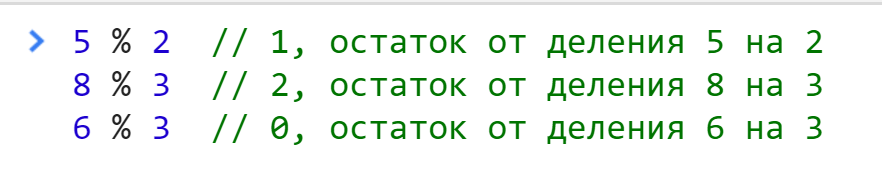 > 5 % 2 // 1, остаток от деления 5 на 2
8 % 3 // 2, остаток от деления 8 на 3
6 % 3 // 0, остаток от деления 6 на 3